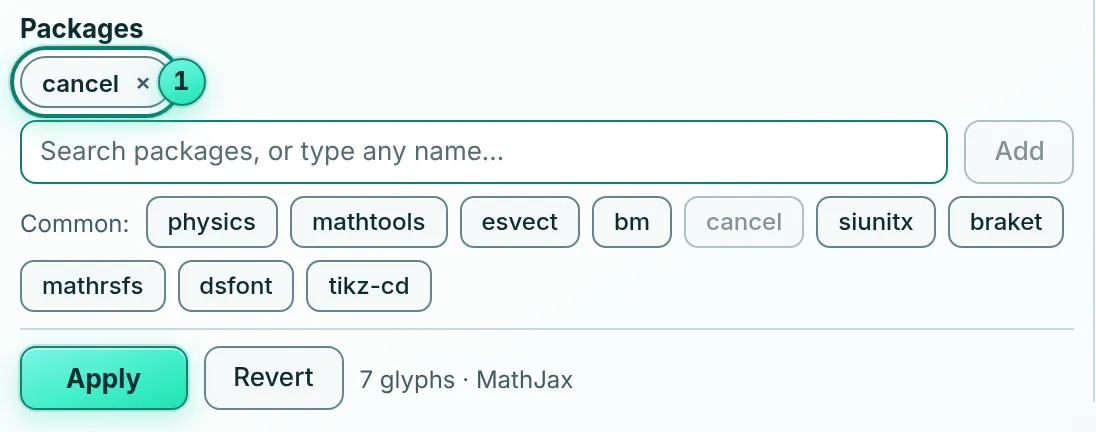 Packages
cancel × 1
Search packages, or type any name... Add
Common: physics mathtools esvect bm cancel siunitx braket
mathrsfs dsfont tikz-cd
Apply Revert 7 glyphs · MathJax